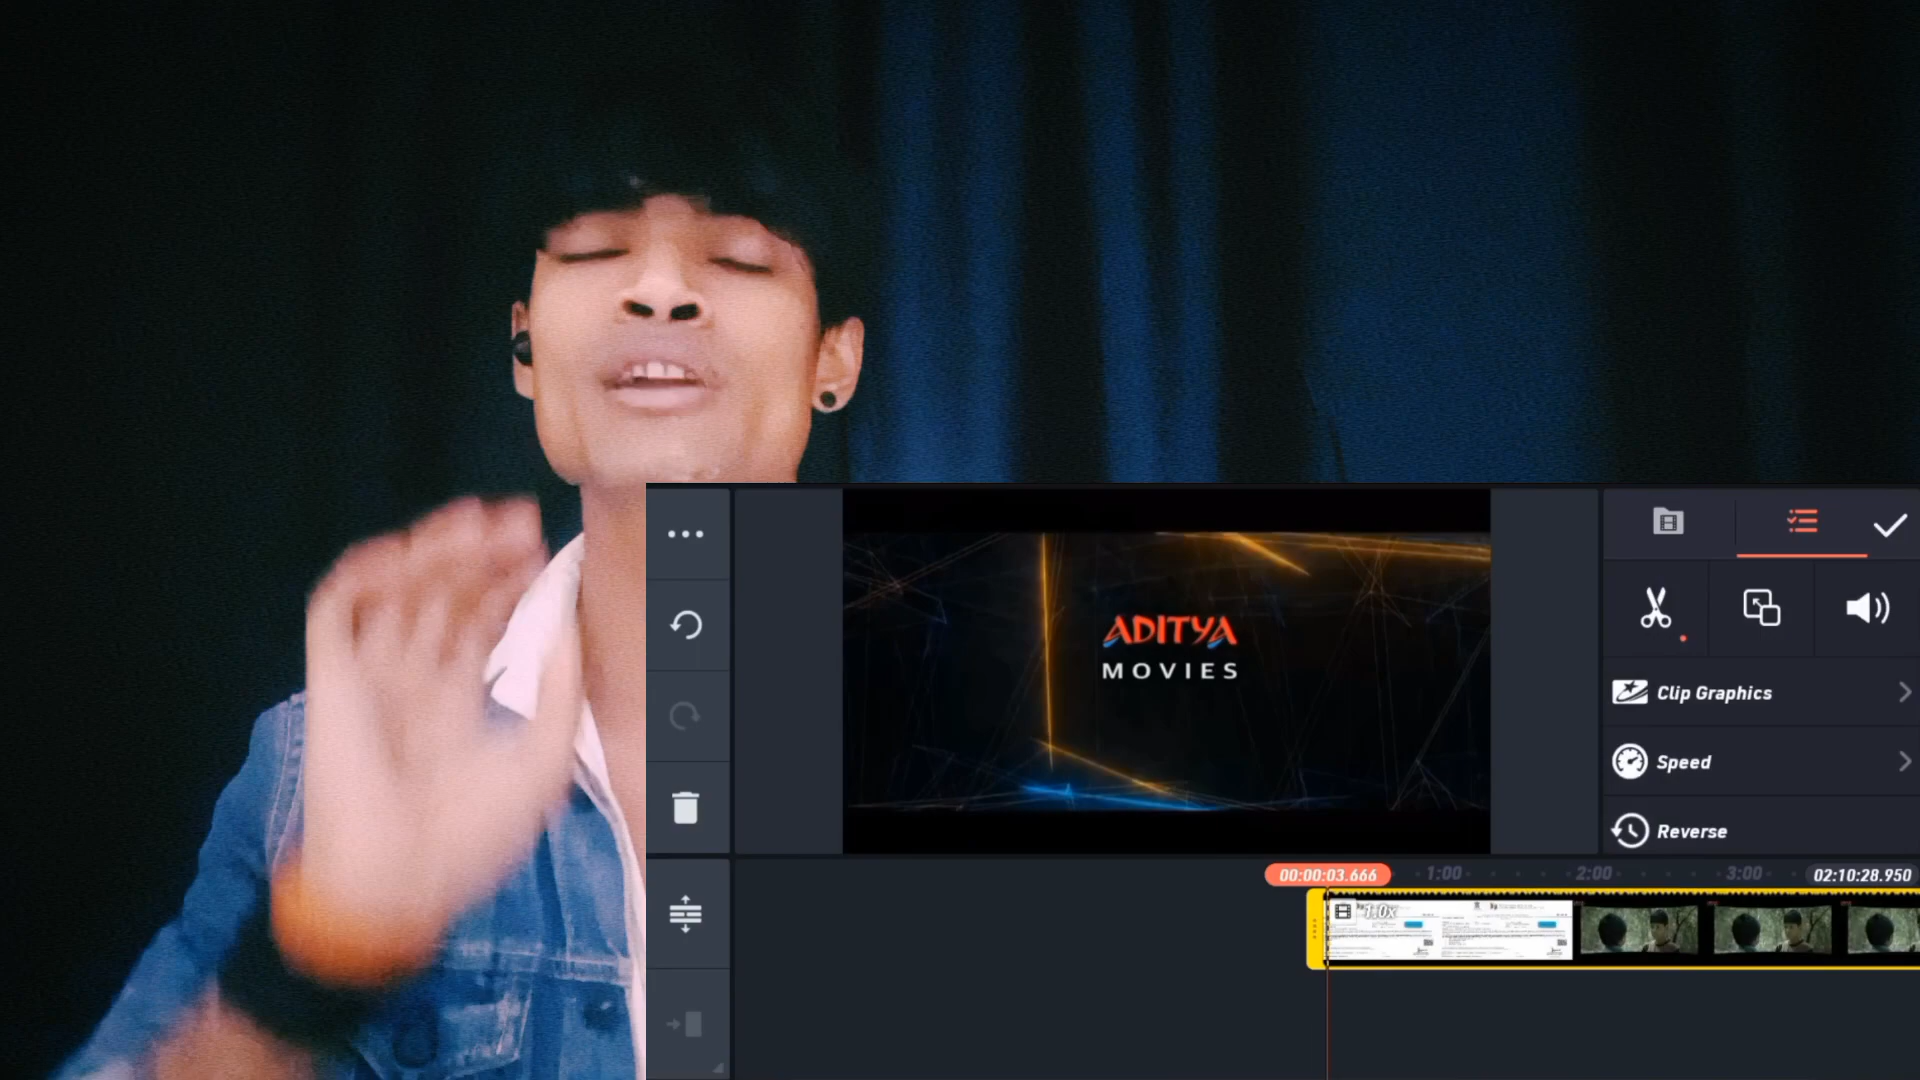 ADITYA
MOVIES
Clip Graphics
Speed
Reverse
00:00:03.666
1:00
2:00
3:00
02:10:28.950
1.0x